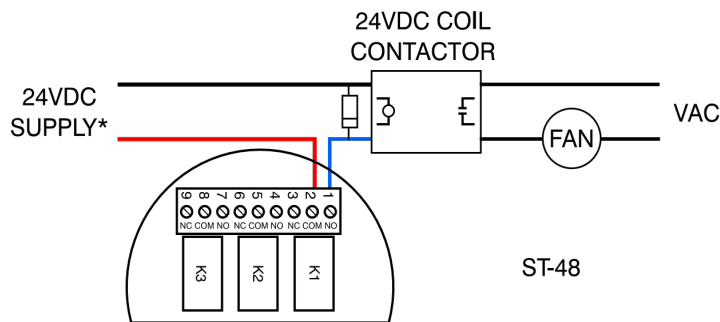 24VDC COIL
CONTACTOR
24VDC
SUPPLY*
VAC
FAN
9 8 7 6 5 4 3 2 1
NC COM NO NC COM NO NC COM NO
K3 K2 K1
ST-48